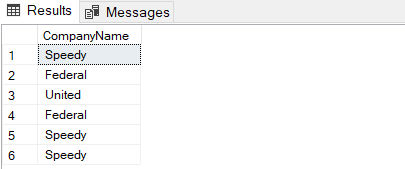 Results Messages
CompanyName
1 Speedy
2 Federal
3 United
4 Federal
5 Speedy
6 Speedy